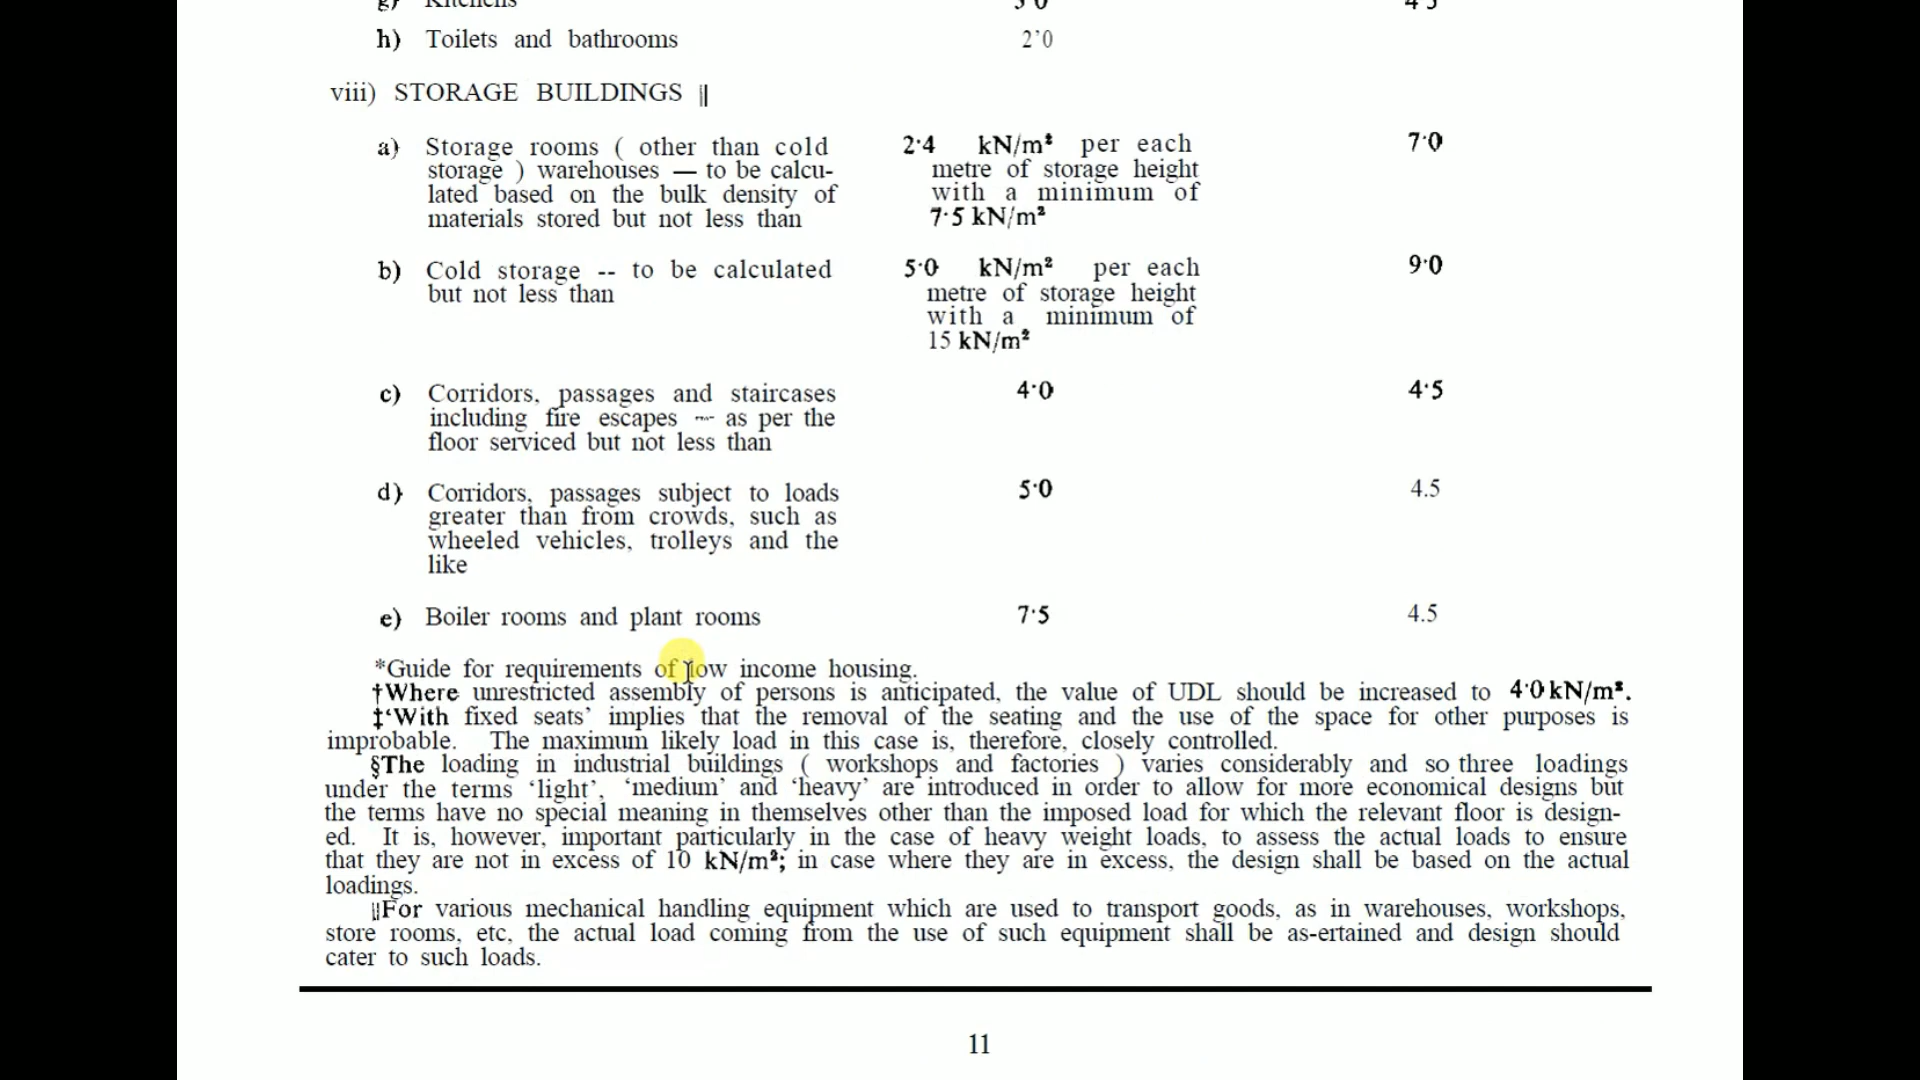 g) Kitchens 3·0 4·5
h) Toilets and bathrooms 2·0
viii) STORAGE BUILDINGS ||
a) Storage rooms ( other than cold 2·4 kN/m² per each 7·0
storage ) warehouses — to be calcu- metre of storage height
lated based on the bulk density of with a minimum of
materials stored but not less than 7·5 kN/m²
b) Cold storage -- to be calculated 5·0 kN/m² per each 9·0
but not less than metre of storage height
with a minimum of
15 kN/m²
c) Corridors, passages and staircases 4·0 4·5
including fire escapes — as per the
floor serviced but not less than
d) Corridors, passages subject to loads 5·0 4.5
greater than from crowds, such as
wheeled vehicles, trolleys and the
like
e) Boiler rooms and plant rooms 7·5 4.5
*Guide for requirements of low income housing.
†Where unrestricted assembly of persons is anticipated, the value of UDL should be increased to 4·0 kN/m².
‡‘With fixed seats’ implies that the removal of the seating and the use of the space for other purposes is
improbable. The maximum likely load in this case is, therefore, closely controlled.
§The loading in industrial buildings ( workshops and factories ) varies considerably and so three loadings
under the terms ‘light’, ‘medium’ and ‘heavy’ are introduced in order to allow for more economical designs but
the terms have no special meaning in themselves other than the imposed load for which the relevant floor is design-
ed. It is, however, important particularly in the case of heavy weight loads, to assess the actual loads to ensure
that they are not in excess of 10 kN/m²; in case where they are in excess, the design shall be based on the actual
loadings.
||For various mechanical handling equipment which are used to transport goods, as in warehouses, workshops,
store rooms, etc, the actual load coming from the use of such equipment shall be as-ertained and design should
cater to such loads.
11